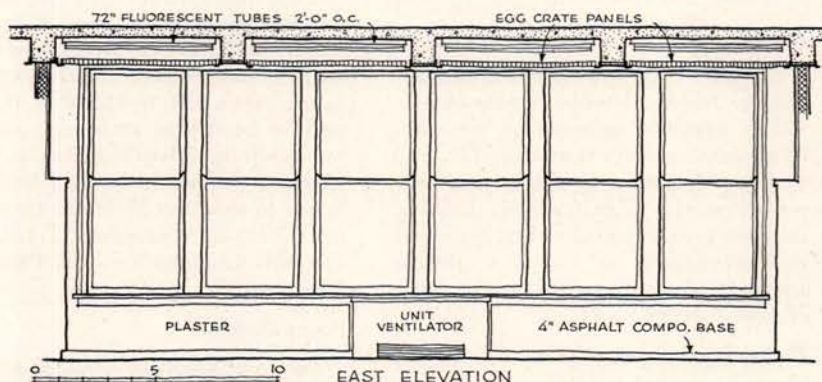 72" FLUORESCENT TUBES 2'-0" O.C.
EGG CRATE PANELS
PLASTER
UNIT
VENTILATOR
4" ASPHALT COMPO. BASE
0 5 10
EAST ELEVATION